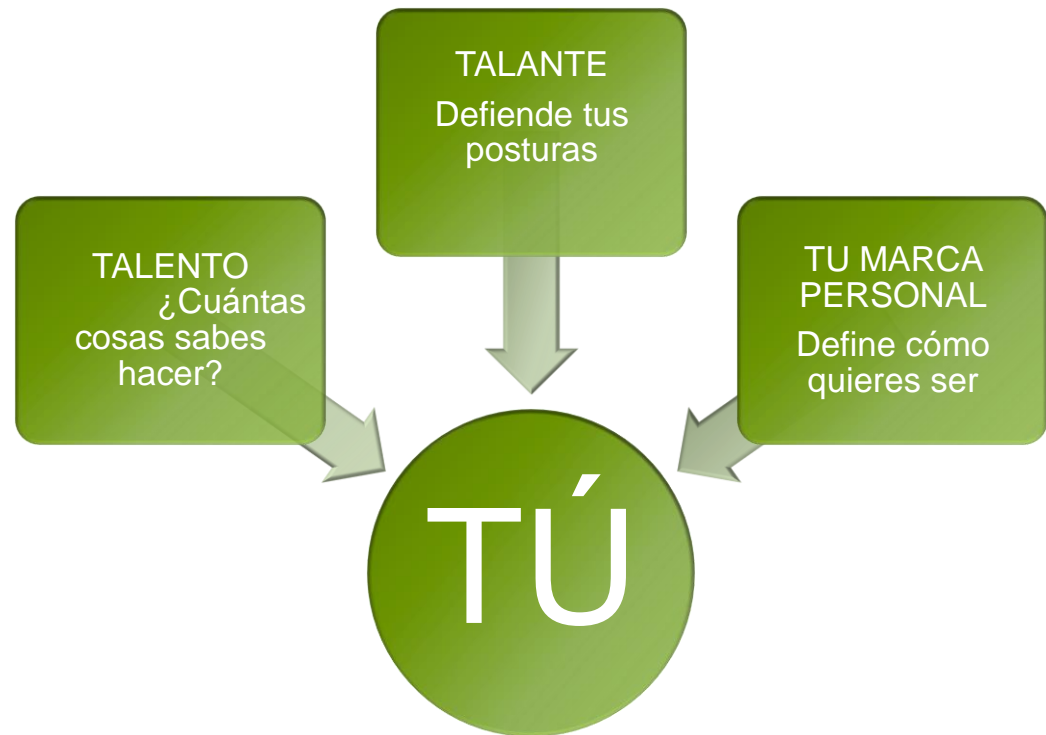 TALANTE
Defiende tus
posturas
TALENTO
¿Cuántas
cosas sabes
hacer?
TU MARCA
PERSONAL
Define cómo
quieres ser
TÚ